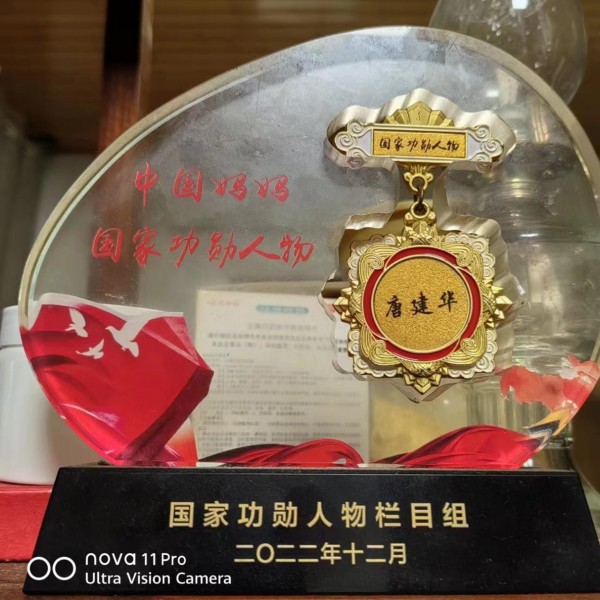 中国妈妈
国家功勋人物
国家功勋人物
唐建华
国家功勋人物栏目组
二〇二二年十二月
nova 11 Pro
Ultra Vision Camera